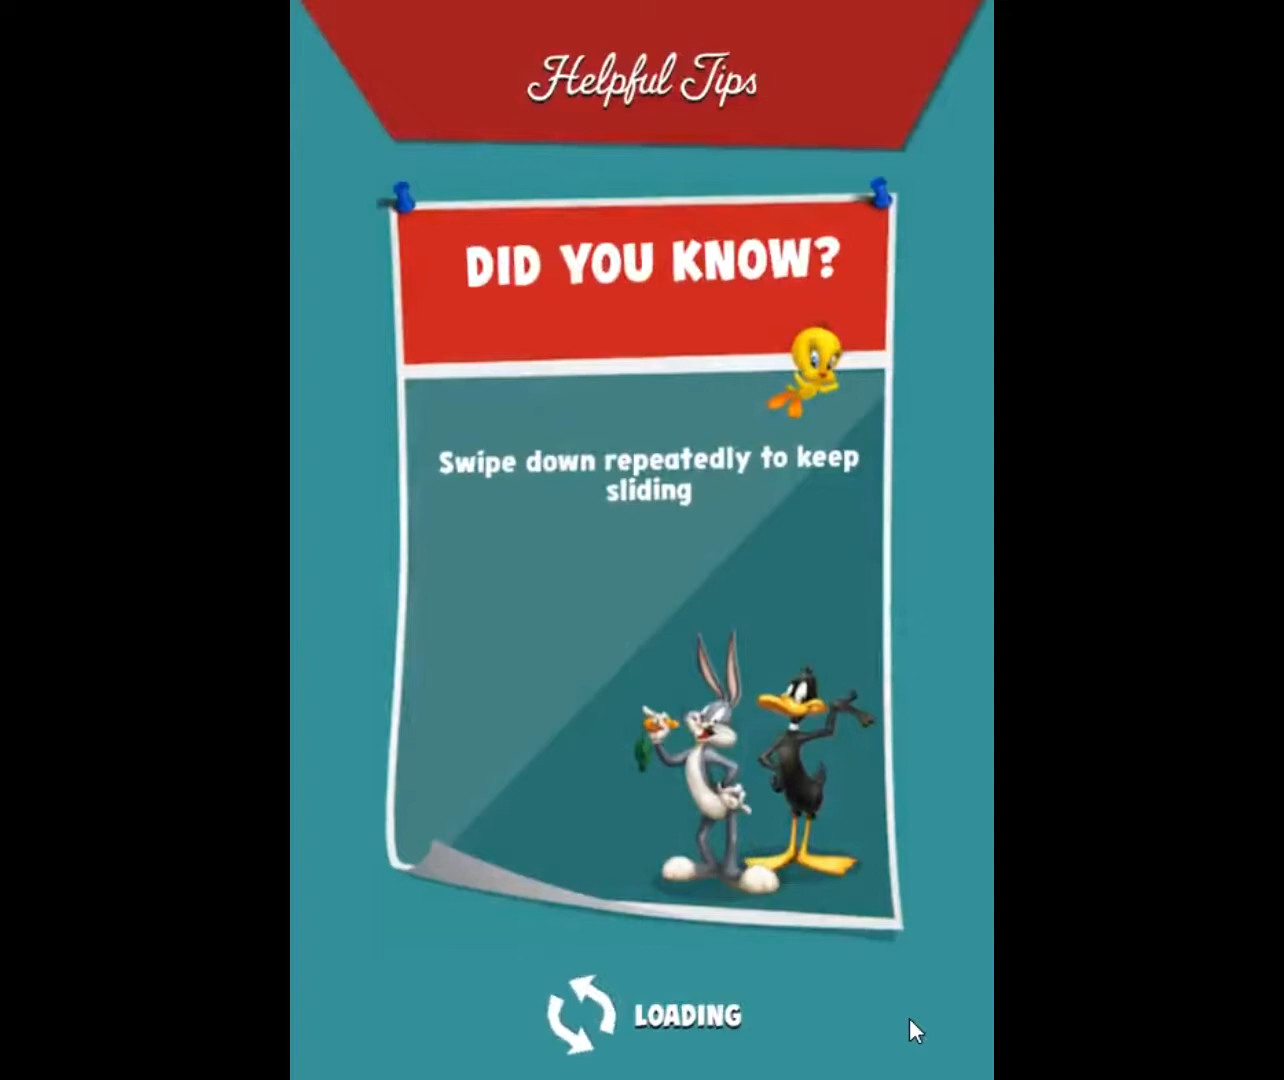 Helpful Tips
DID YOU KNOW?
Swipe down repeatedly to keep
sliding
LOADING